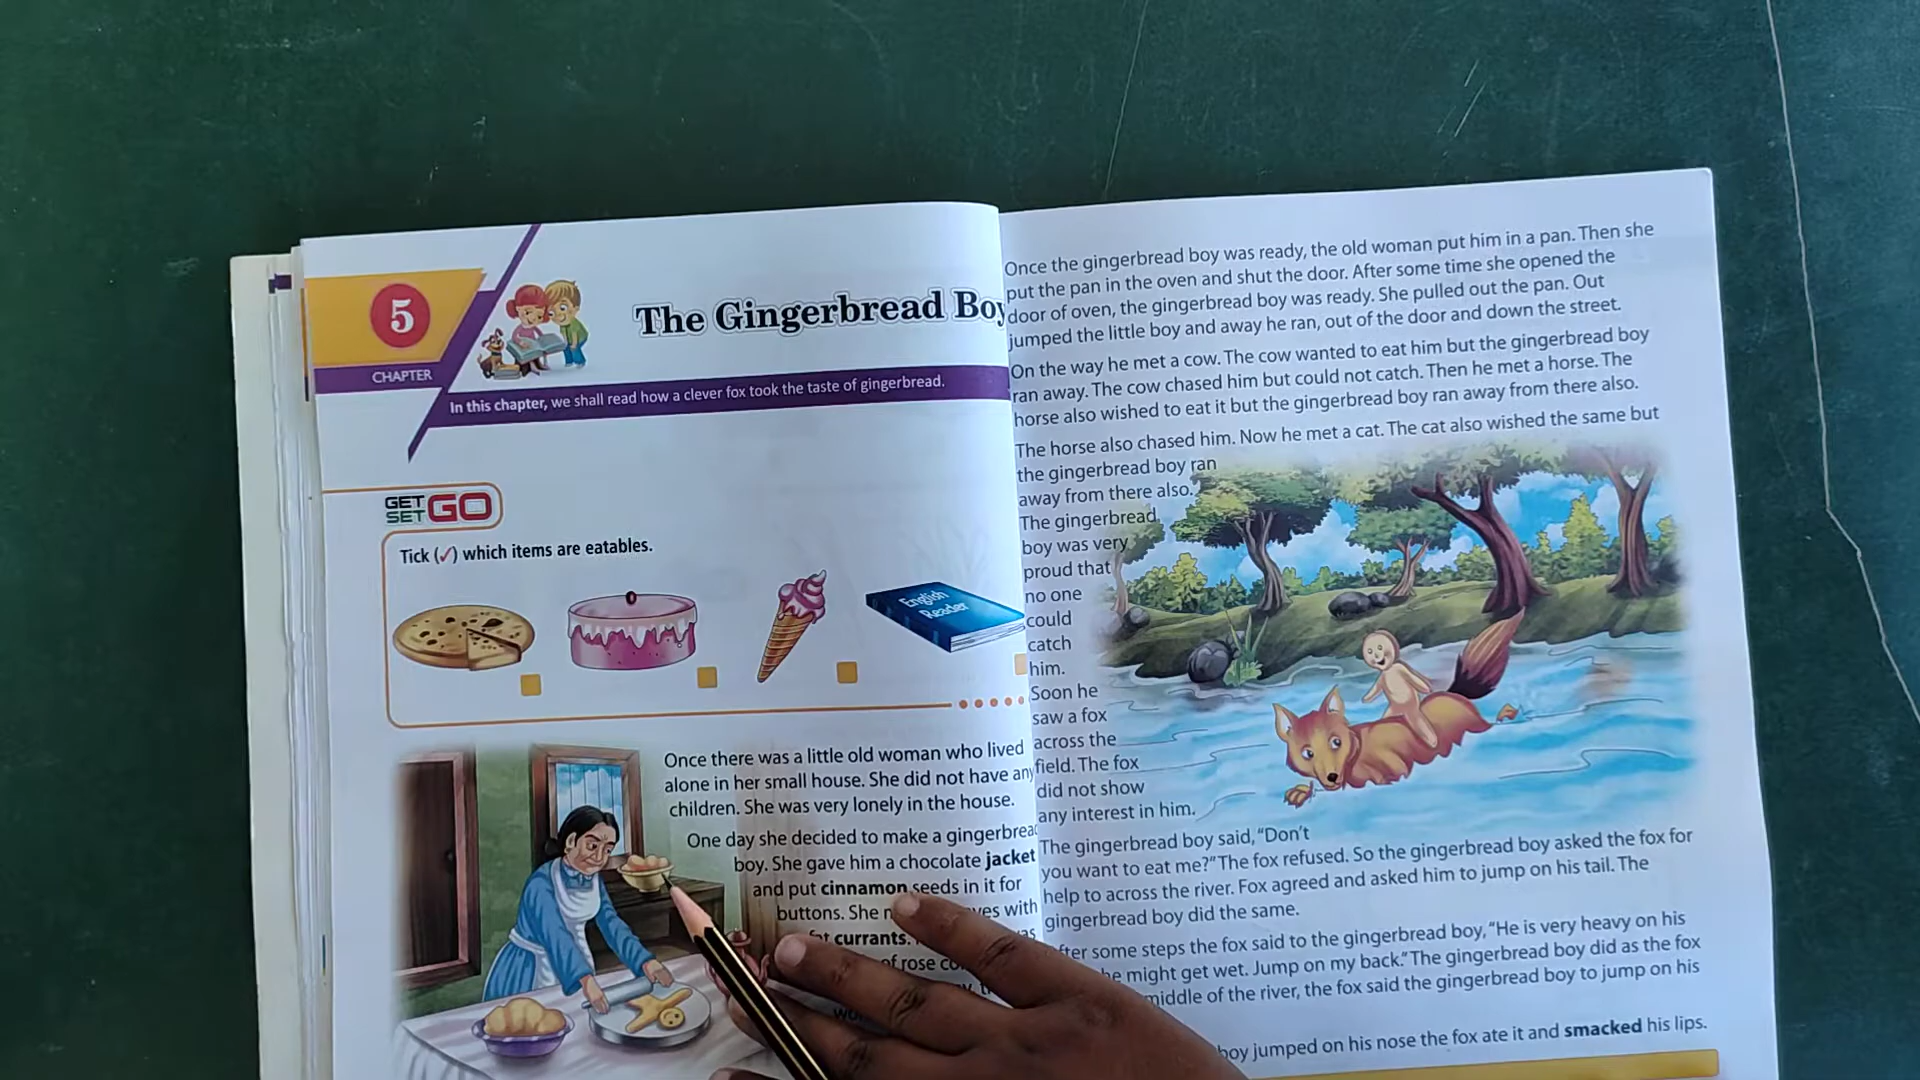 5
CHAPTER
The Gingerbread Boy
In this chapter, we shall read how a clever fox took the taste of gingerbread.
GET
SET GO
Tick (✓) which items are eatables.
English
Reader
Once there was a little old woman who lived
alone in her small house. She did not have any
children. She was very lonely in the house.
One day she decided to make a gingerbread
boy. She gave him a chocolate jacket
and put cinnamon seeds in it for
buttons. She with
currants.
of rose
Once the gingerbread boy was ready, the old woman put him in a pan. Then she
put the pan in the oven and shut the door. After some time she opened the
door of oven, the gingerbread boy was ready. She pulled out the pan. Out
jumped the little boy and away he ran, out of the door and down the street.
On the way he met a cow. The cow wanted to eat him but the gingerbread boy
ran away. The cow chased him but could not catch. Then he met a horse. The
horse also wished to eat it but the gingerbread boy ran away from there also.
The horse also chased him. Now he met a cat. The cat also wished the same but
the gingerbread boy ran
away from there also.
The gingerbread
boy was very
proud that
no one
could
catch
him.
Soon he
saw a fox
across the
field. The fox
did not show
any interest in him.
The gingerbread boy said, “Don't
you want to eat me?” The fox refused. So the gingerbread boy asked the fox for
help to across the river. Fox agreed and asked him to jump on his tail. The
gingerbread boy did the same.
After some steps the fox said to the gingerbread boy, “He is very heavy on his
he might get wet. Jump on my back.” The gingerbread boy did as the fox
middle of the river, the fox said the gingerbread boy to jump on his
boy jumped on his nose the fox ate it and smacked his lips.